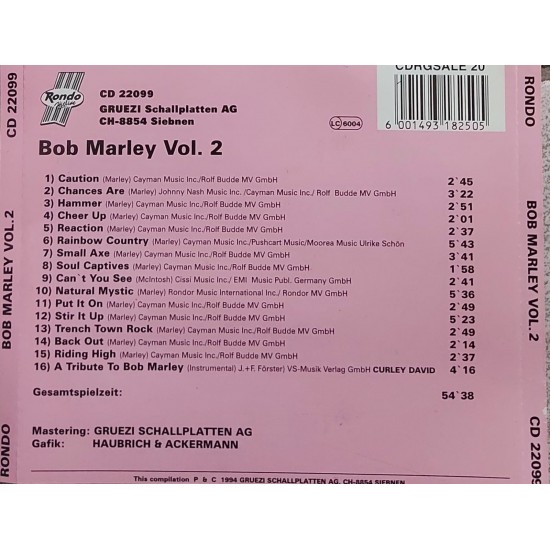 CD 22099
RONDO
BOB MARLEY VOL. 2
RONDO
CD 22099
GRUEZI Schallplatten AG
CH-8854 Siebnen
LC 6004
CDRGSALE 20
6 001493 182505
Bob Marley Vol. 2
1) Caution (Marley) Cayman Music Inc./Rolf Budde MV GmbH 2`45
2) Chances Are (Marley) Johnny Nash Music Inc. /Cayman Music Inc./ Rolf Budde MV GmbH 3`22
3) Hammer (Marley) Cayman Music Inc./Rolf Budde MV GmbH 2`51
4) Cheer Up (Marley) Cayman Music Inc./Rolf Budde MV GmbH 2`01
5) Reaction (Marley) Cayman Music Inc./Rolf Budde MV GmbH 2`37
6) Rainbow Country (Marley) Cayman Music Inc./Pushcart Music/Moorea Music Ulrike Schön 5`43
7) Small Axe (Marley) Cayman Music Inc./Rolf Budde MV GmbH 3`41
8) Soul Captives (Marley) Cayman Music Inc./Rolf Budde MV GmbH 1`58
9) Can`t You See (McIntosh) Cissi Music Inc./ EMI Music Publ. Germany GmbH 2`41
10) Natural Mystic (Marley) Rondor Music International Inc./ Rondor MV GmbH 5`36
11) Put It On (Marley) Cayman Music Inc./Rolf Budde MV GmbH 2`49
12) Stir It Up (Marley) Cayman Music Inc./Rolf Budde MV GmbH 5`23
13) Trench Town Rock (Marley) Cayman Music Inc./Rolf Budde MV GmbH 2`49
14) Back Out (Marley) Cayman Music Inc./Rolf Budde MV GmbH 2`14
15) Riding High (Marley) Cayman Music Inc./Rolf Budde MV GmbH 2`37
16) A Tribute To Bob Marley (Instrumental) J.+F. Förster) VS-Musik Verlag GmbH CURLEY DAVID 4`16
Gesamtspielzeit: 54`38
Mastering: GRUEZI SCHALLPLATTEN AG
Gafik: HAUBRICH & ACKERMANN
This compilation P & C 1994 GRUEZI SCHALLPLATTEN AG, CH-8854 SIEBNEN
RONDO
BOB MARLEY VOL. 2
CD 22099